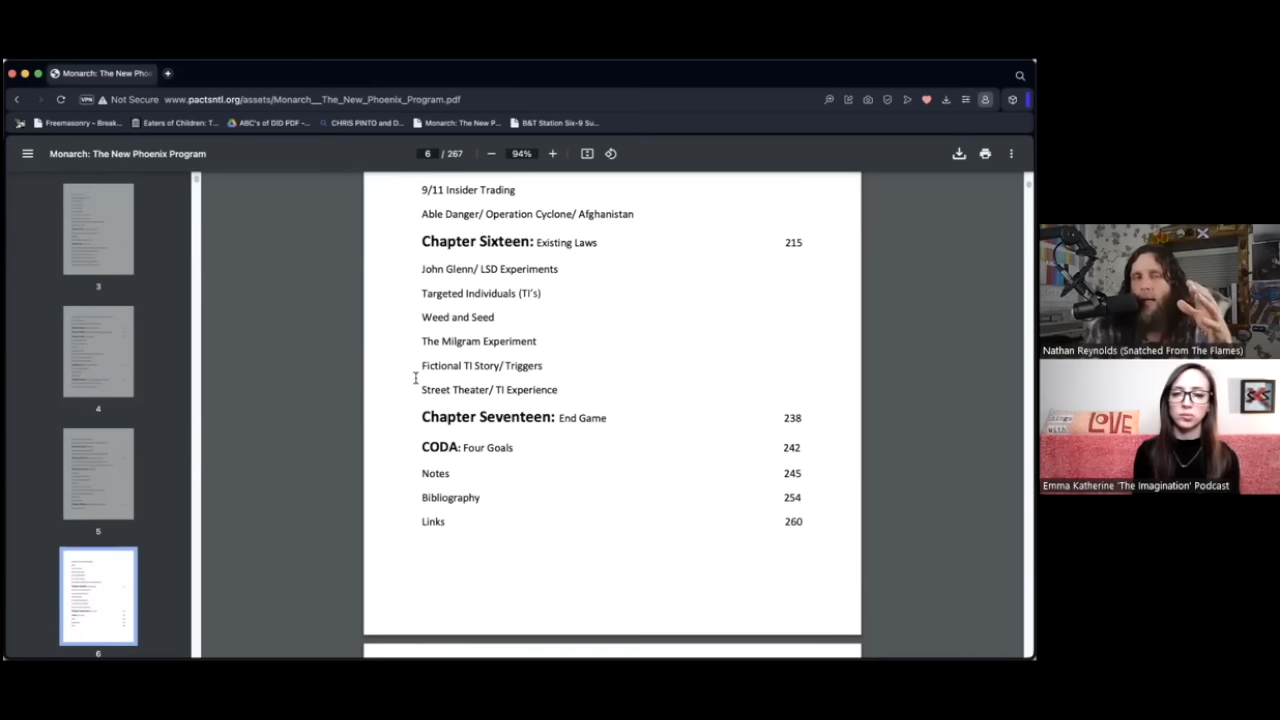 Monarch: The New Pho
Not Secure www.pactsntl.org/assets/Monarch__The_New_Phoenix_Program.pdf
Freemasonry - Break...
Eaters of Children: T...
ABC's of DID PDF -...
CHRIS PINTO and D...
Monarch: The New P...
B&T Station Six-9 Su...
Monarch: The New Phoenix Program
6 / 267
94%
3
4
5
6
9/11 Insider Trading
Able Danger/ Operation Cyclone/ Afghanistan
Chapter Sixteen: Existing Laws 215
John Glenn/ LSD Experiments
Targeted Individuals (TI's)
Weed and Seed
The Milgram Experiment
Fictional TI Story/ Triggers
Street Theater/ TI Experience
Chapter Seventeen: End Game 238
CODA: Four Goals 242
Notes 245
Bibliography 254
Links 260
Nathan Reynolds (Snatched From The Flames)
with
LOVE
Emma Katherine 'The Imagination' Podcast